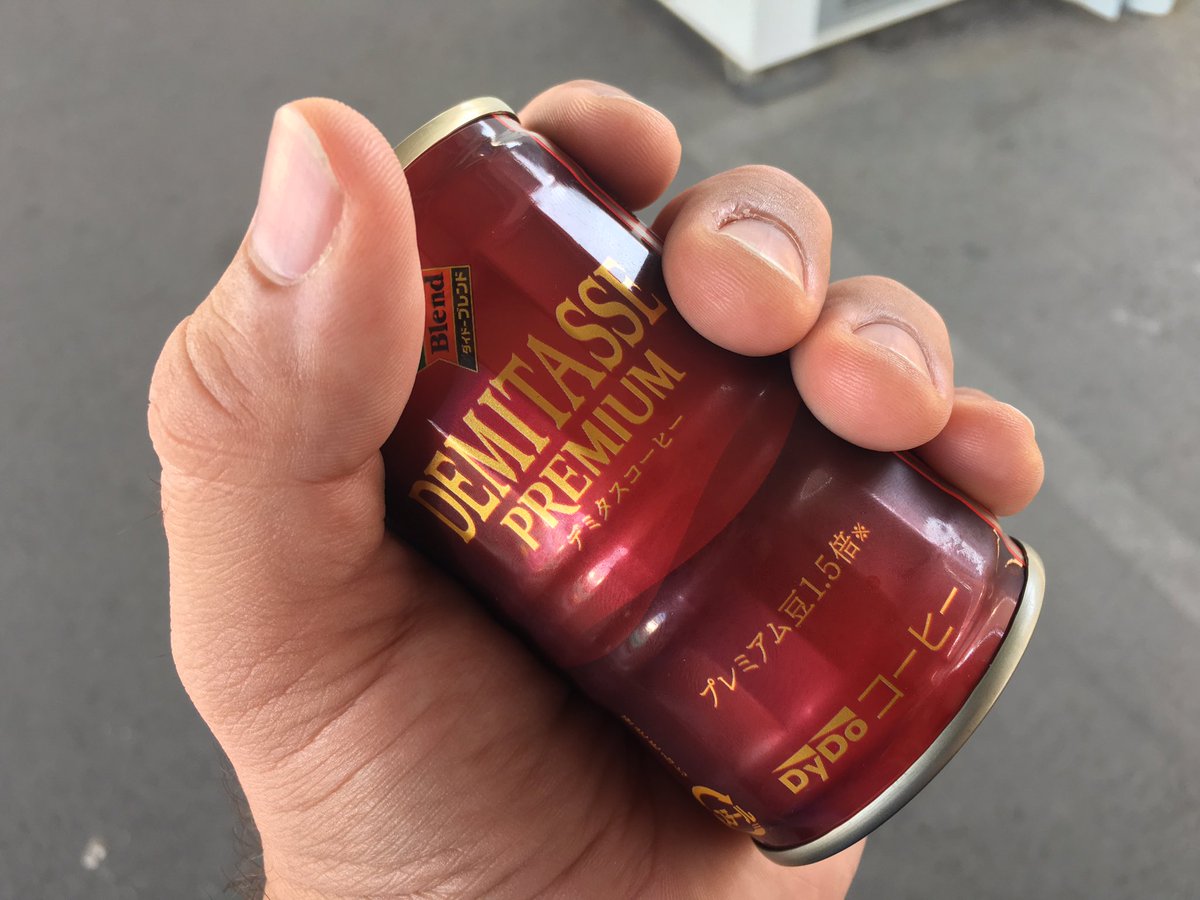 Blend
ダイドーブレンド
DEMITASSE
PREMIUM
デミタスコーヒー
プレミアム豆1.5倍※
DyDo コーヒー